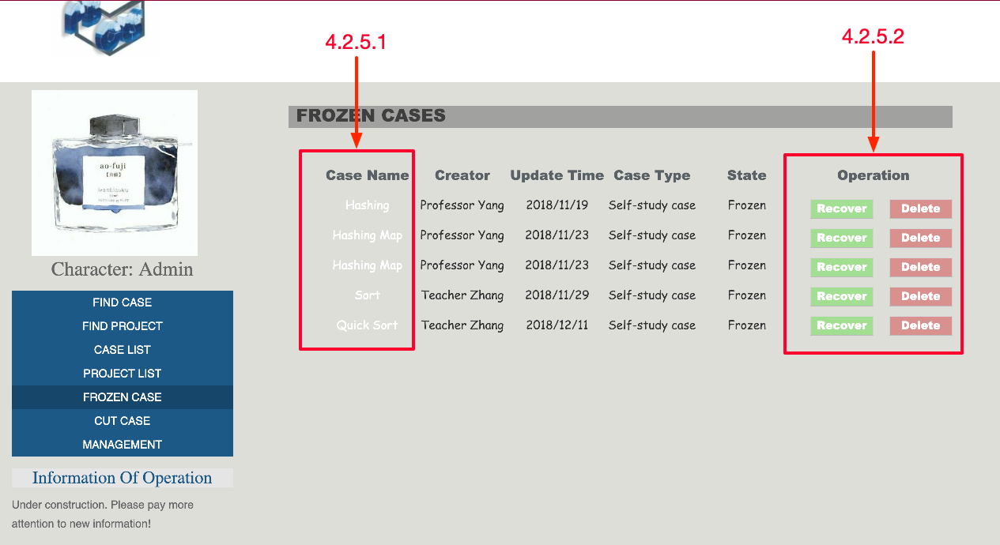 4.2.5.1
4.2.5.2
FROZEN CASES
Case Name Creator Update Time Case Type State Operation
Hashing Professor Yang 2018/11/19 Self-study case Frozen Recover Delete
Hashing Map Professor Yang 2018/11/23 Self-study case Frozen Recover Delete
Hashing Map Professor Yang 2018/11/23 Self-study case Frozen Recover Delete
Sort Teacher Zhang 2018/11/29 Self-study case Frozen Recover Delete
Quick Sort Teacher Zhang 2018/12/11 Self-study case Frozen Recover Delete
ao-fuji
Character: Admin
FIND CASE
FIND PROJECT
CASE LIST
PROJECT LIST
FROZEN CASE
CUT CASE
MANAGEMENT
Information Of Operation
Under construction. Please pay more
attention to new information!